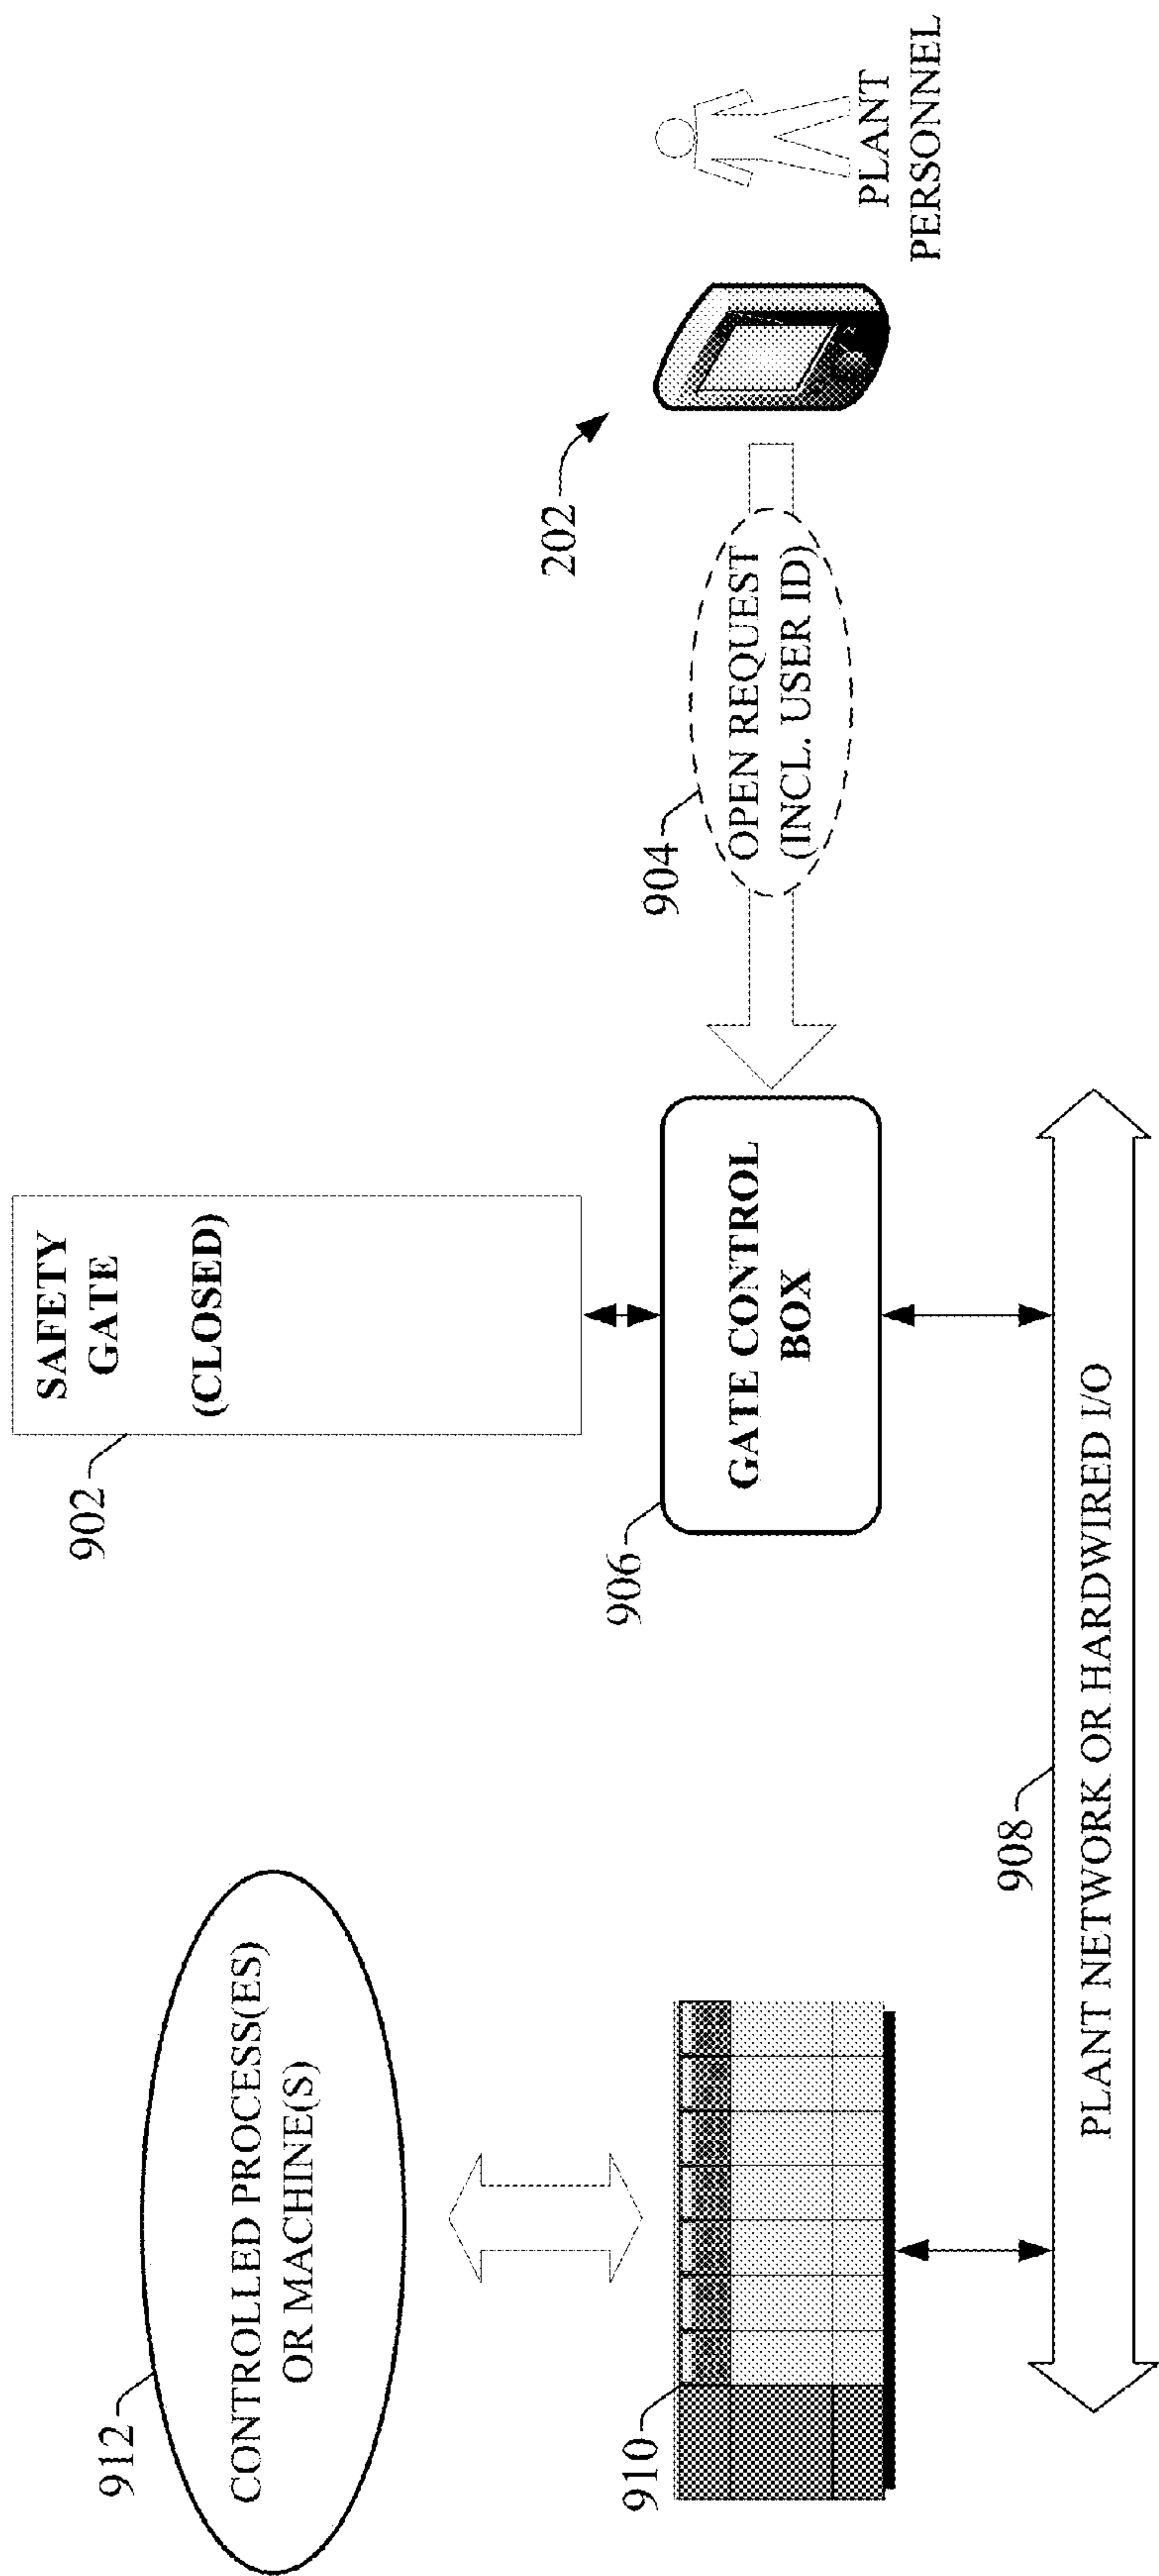 912
CONTROLLED PROCESS(ES)
OR MACHINE(S)
902
SAFETY
GATE
(CLOSED)
910
906
GATE CONTROL
BOX
904
OPEN REQUEST
(INCL. USER ID)
202
PLANT
PERSONNEL
908
PLANT NETWORK OR HARDWIRED I/O